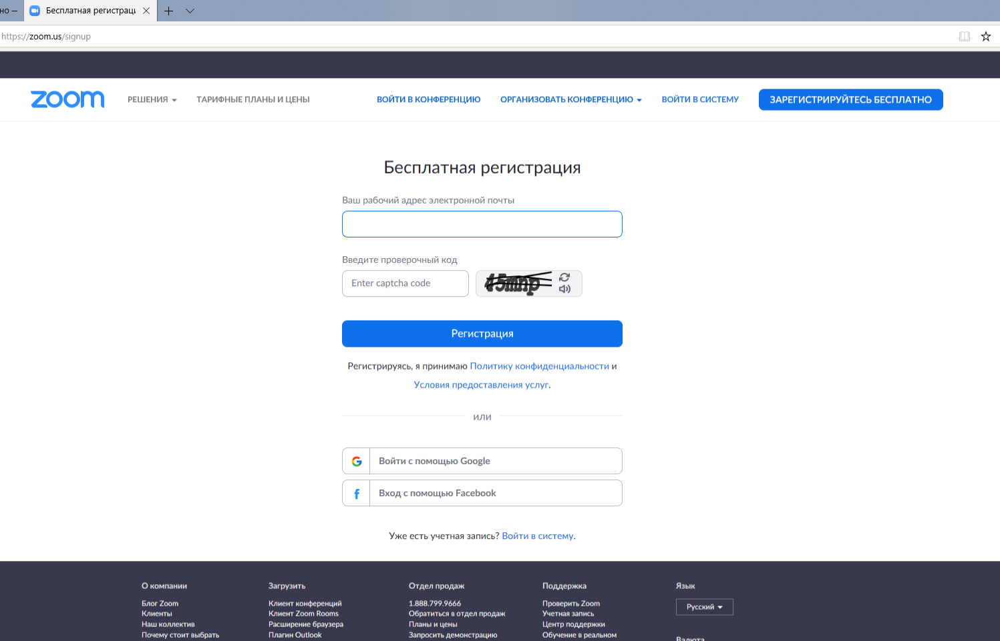 но —
Бесплатная регистраци
https://zoom.us/signup
zoom
РЕШЕНИЯ
ТАРИФНЫЕ ПЛАНЫ И ЦЕНЫ
ВОЙТИ В КОНФЕРЕНЦИЮ
ОРГАНИЗОВАТЬ КОНФЕРЕНЦИЮ
ВОЙТИ В СИСТЕМУ
ЗАРЕГИСТРИРУЙТЕСЬ БЕСПЛАТНО
Бесплатная регистрация
Ваш рабочий адрес электронной почты
Введите проверочный код
Enter captcha code
Регистрация
Регистрируясь, я принимаю Политику конфиденциальности и
Условия предоставления услуг.
или
Войти с помощью Google
Вход с помощью Facebook
Уже есть учетная запись? Войти в систему.
О компании
Блог Zoom
Клиенты
Наш коллектив
Почему стоит выбрать
Загрузить
Клиент конференций
Клиент Zoom Rooms
Расширение браузера
Плагин Outlook
Отдел продаж
1.888.799.9666
Обратиться в отдел продаж
Планы и цены
Запросить демонстрацию
Поддержка
Проверить Zoom
Учетная запись
Центр поддержки
Обучение в реальном
Язык
Русский
Валюта